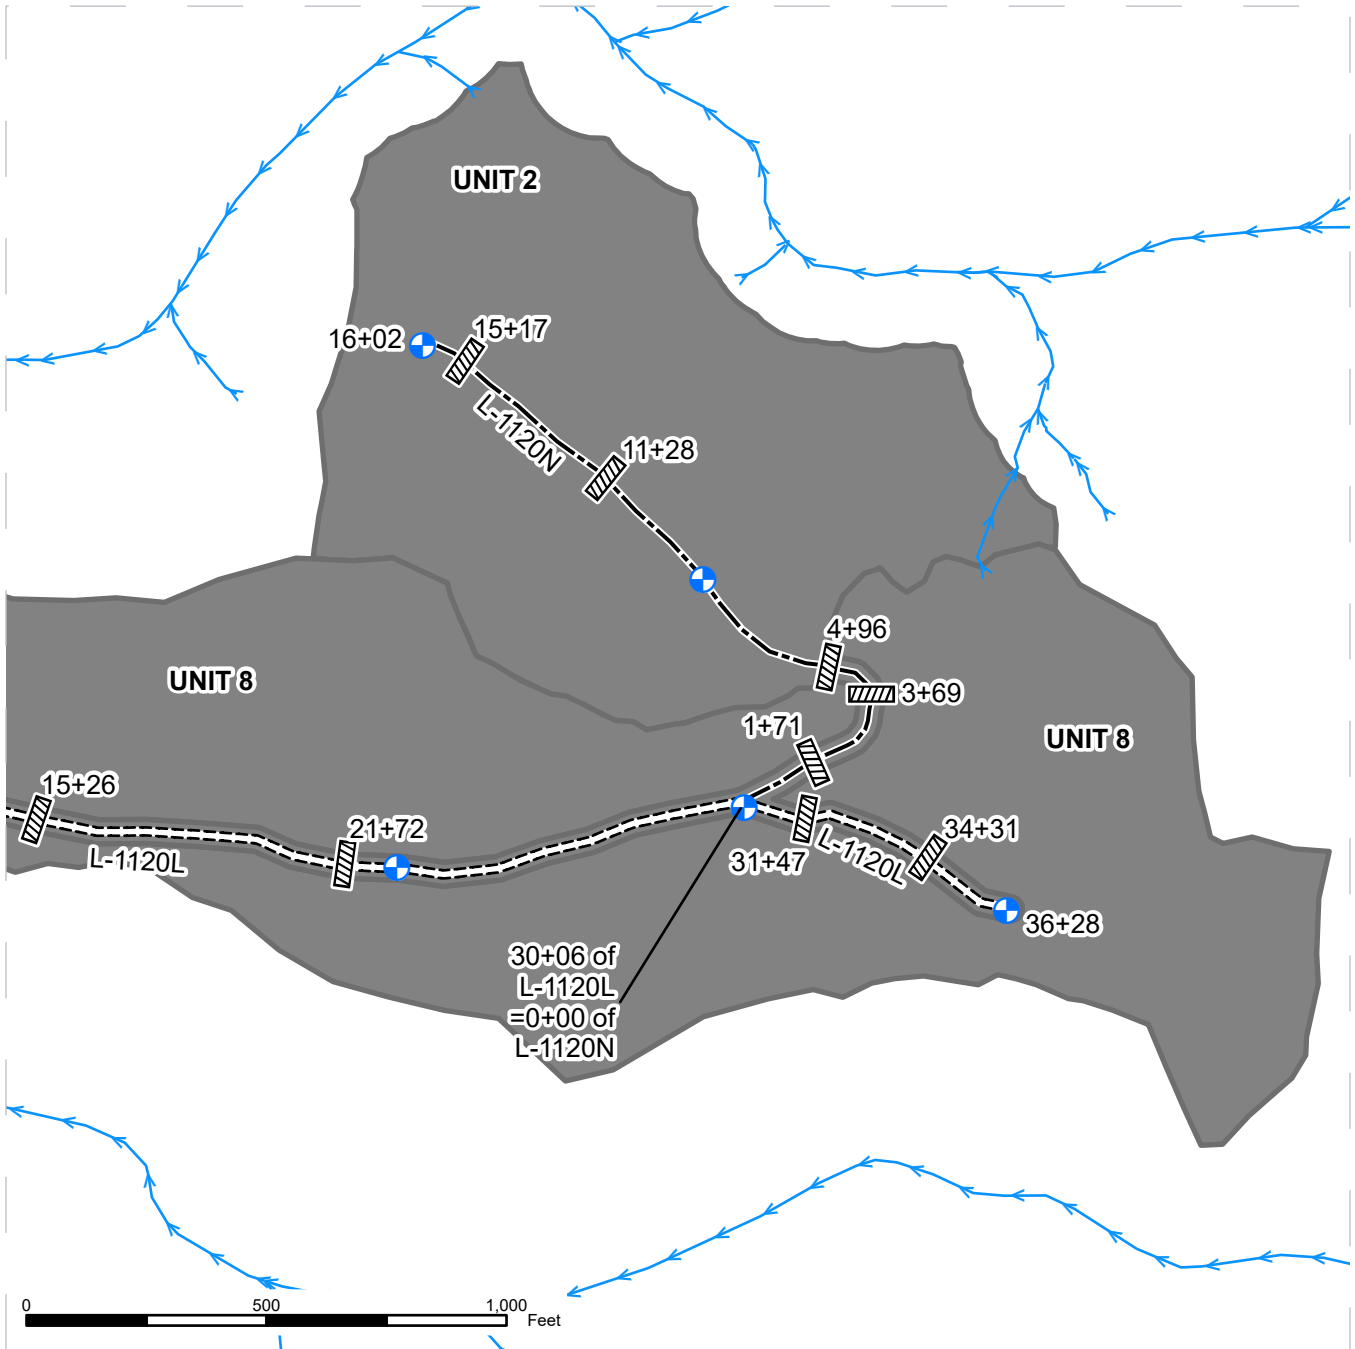 UNIT 2
15+17
16+02
L-1120N
11+28
4+96
UNIT 8
3+69
1+71
UNIT 8
15+26
21+72
34+31
L-1120L
31+47
L-1120L
36+28
30+06 of
L-1120L
=0+00 of
L-1120N
0 500 1,000
Feet